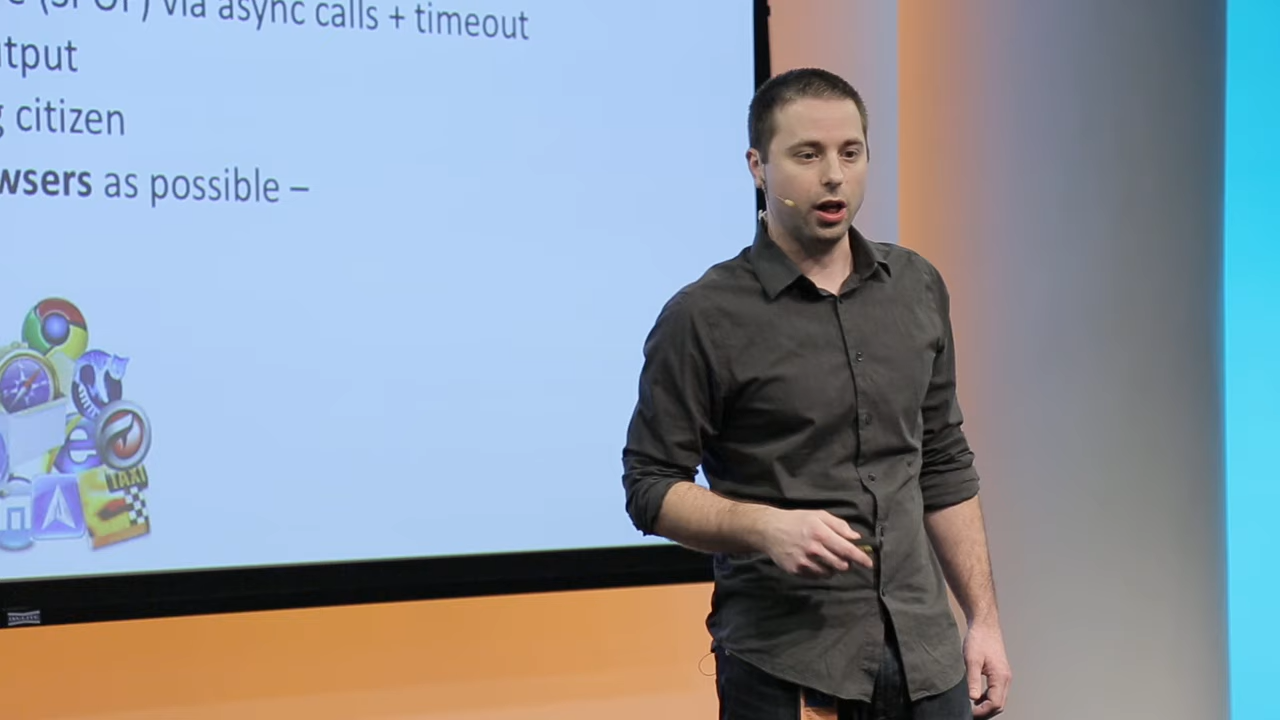 (SPOF) via async calls + timeout
tput
citizen
wsers as possible –
TAXI